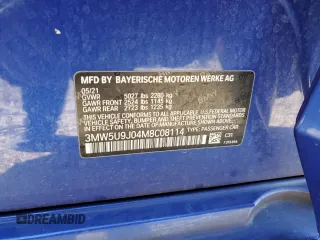 MFD BY BAYERISCHE MOTOREN WERKE AG
05/21
GVWR 5027 lbs 2280 kg
GAWR FRONT 2524 lbs 1145 kg
GAWR REAR 2723 lbs 1235 kg
THIS VEHICLE CONFORMS TO ALL APPLICABLE FEDERAL MOTOR
VEHICLE SAFETY, BUMPER AND THEFT PREVENTION STANDARDS
IN EFFECT ON THE DATE OF MANUFACTURE SHOWN ABOVE.
3MW5U9J04M8C08114 TYPE: PASSENGER CAR
C31
DREAMBID